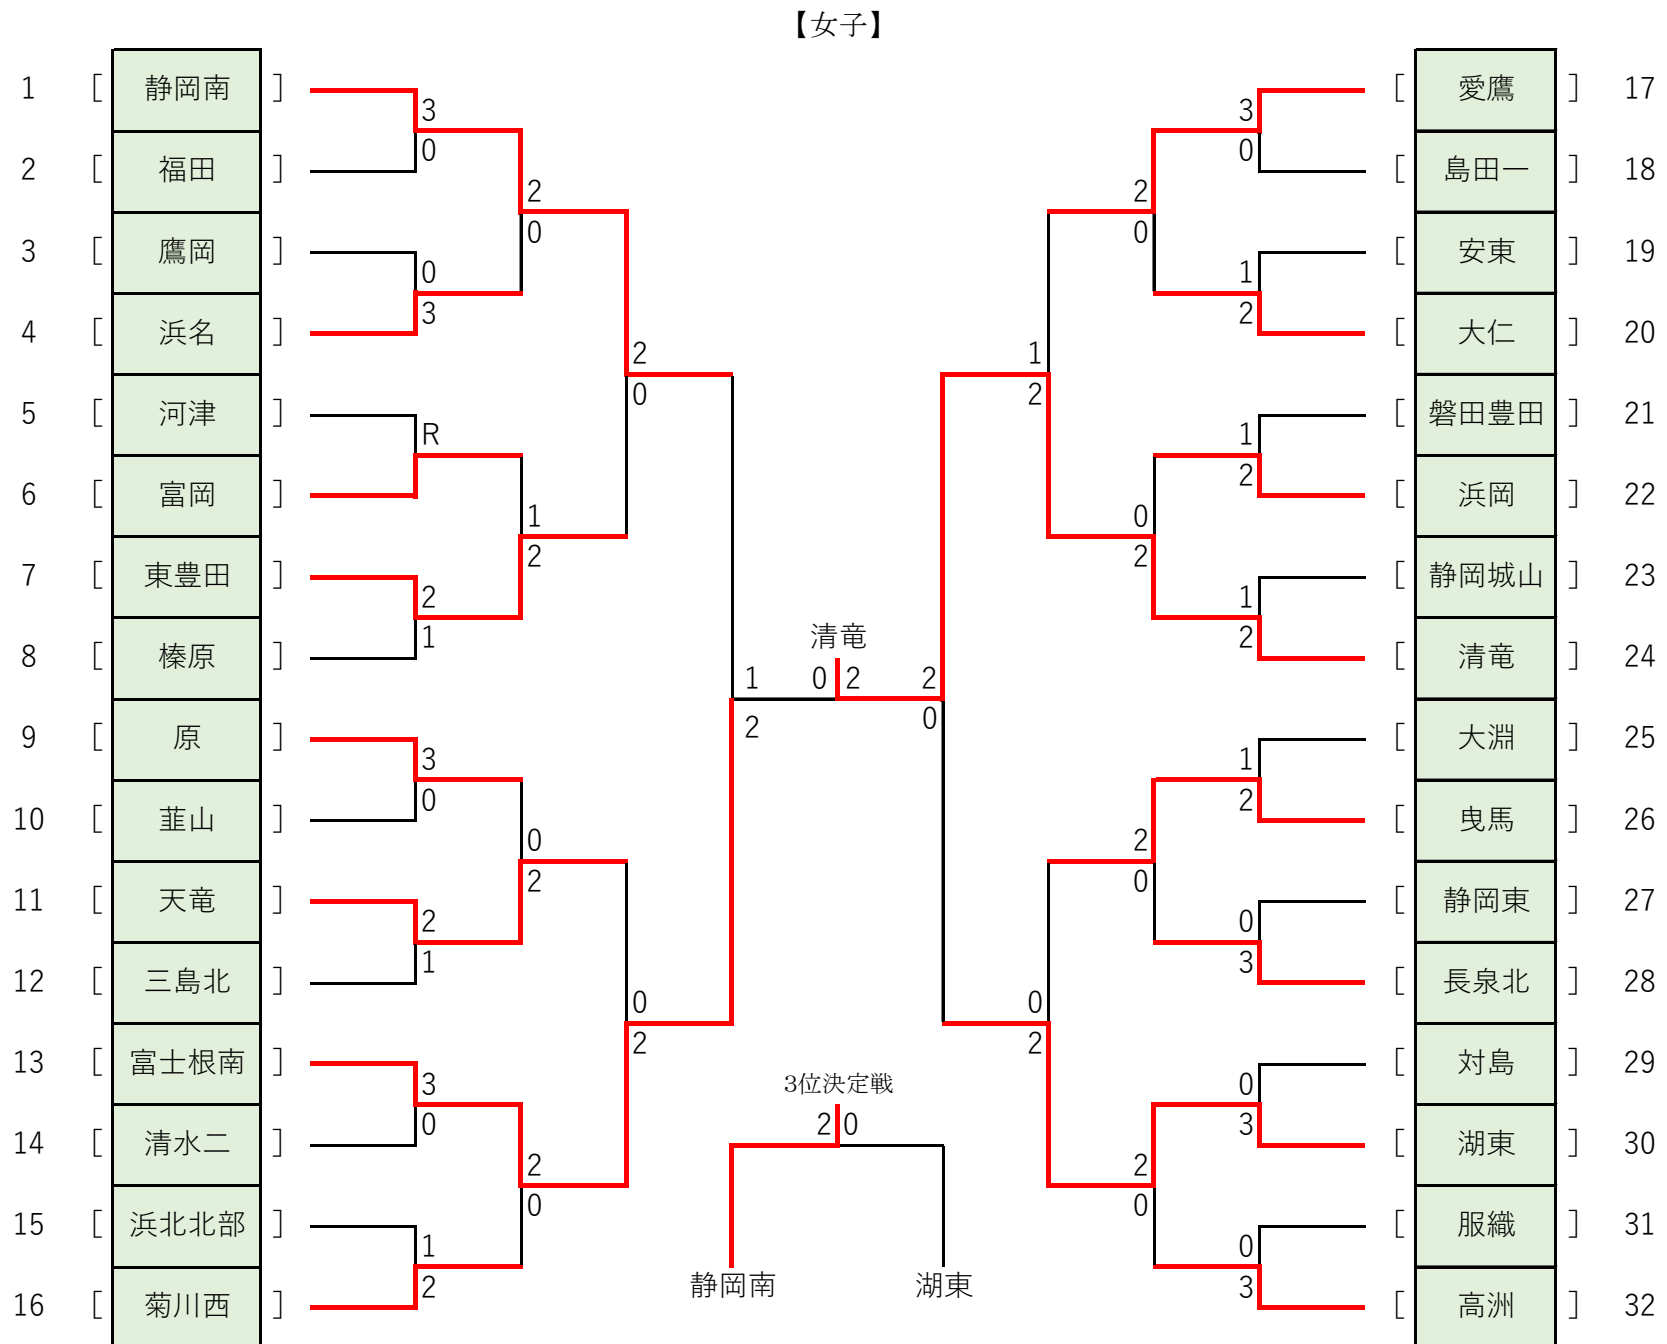 【女子】
1 [ 静岡南 ] 3 3 [ 愛鷹 ] 17
0 0
2 [ 福田 ] 2 2 [ 島田一 ] 18
0 0
3 [ 鷹岡 ] 0 1 [ 安東 ] 19
3 2
4 [ 浜名 ] 2 1 [ 大仁 ] 20
0 2
5 [ 河津 ] R 1 [ 磐田豊田 ] 21
2
6 [ 富岡 ] 1 0 [ 浜岡 ] 22
2 2
7 [ 東豊田 ] 2 1 [ 静岡城山 ] 23
1 清竜 2
8 [ 榛原 ] 1 0 2 2 [ 清竜 ] 24
2 0
9 [ 原 ] 3 1 [ 大淵 ] 25
0 2
10 [ 韮山 ] 0 2 [ 曳馬 ] 26
2 0
11 [ 天竜 ] 2 0 [ 静岡東 ] 27
1 3
12 [ 三島北 ] 0 0 [ 長泉北 ] 28
2 2
13 [ 富士根南 ] 3 3位決定戦 0 [ 対島 ] 29
0 2 0 3
14 [ 清水二 ] 2 2 [ 湖東 ] 30
0 0
15 [ 浜北北部 ] 1 0 [ 服織 ] 31
2 静岡南 湖東 3
16 [ 菊川西 ] [ 高洲 ] 32